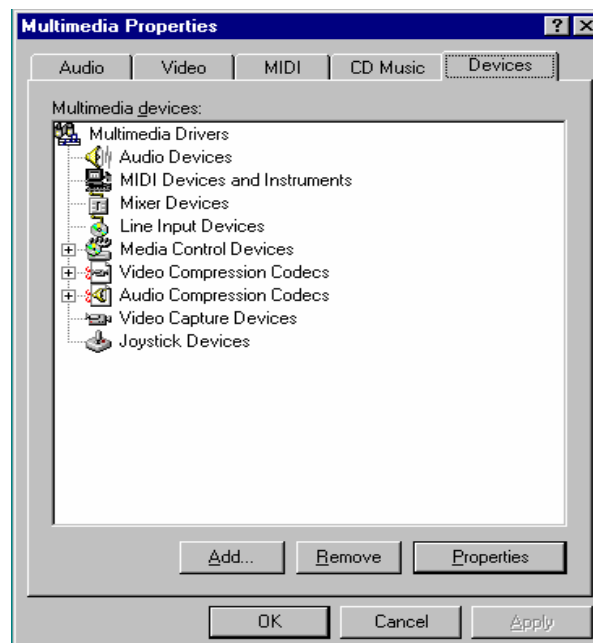 Multimedia Properties
Audio Video MIDI CD Music Devices
Multimedia devices:
Multimedia Drivers
Audio Devices
MIDI Devices and Instruments
Mixer Devices
Line Input Devices
Media Control Devices
Video Compression Codecs
Audio Compression Codecs
Video Capture Devices
Joystick Devices
Add... Remove Properties
OK Cancel Apply